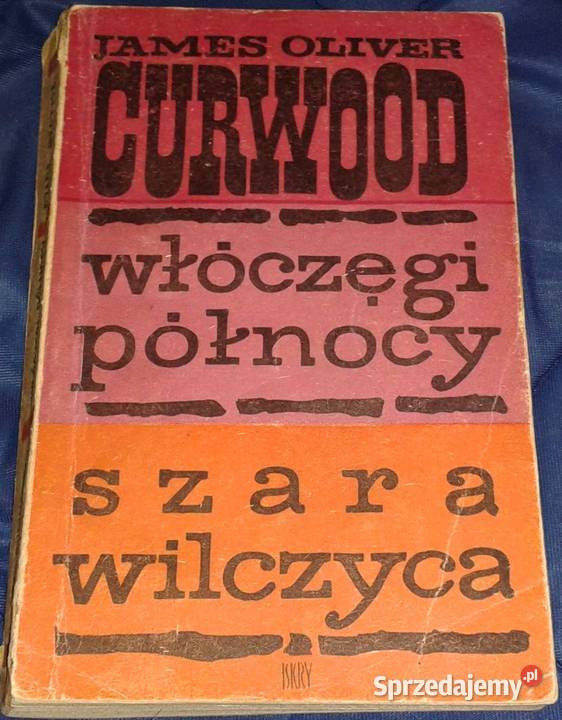 JAMES OLIVER
CURWOOD
włóczęgi
północy
szara
wilczyca
ISKRY
Sprzedajemy.pl